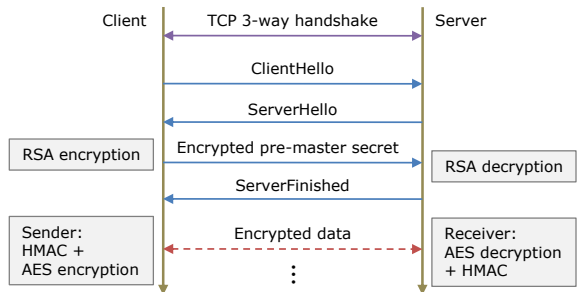 Client
TCP 3-way handshake
Server
ClientHello
ServerHello
RSA encryption
Encrypted pre-master secret
RSA decryption
ServerFinished
Sender:
HMAC +
AES encryption
Encrypted data
Receiver:
AES decryption
+ HMAC